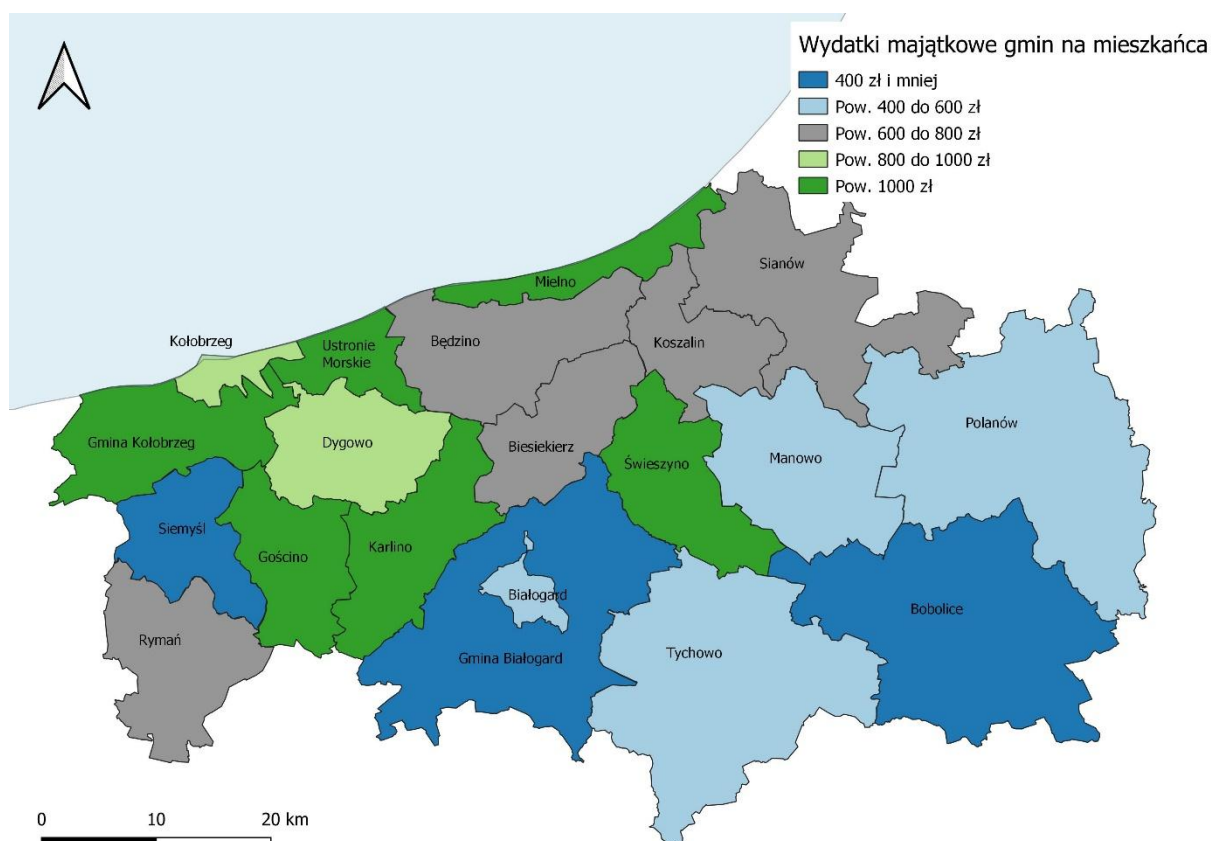 Wydatki majątkowe gmin na mieszkańca
400 zł i mniej
Pow. 400 do 600 zł
Pow. 600 do 800 zł
Pow. 800 do 1000 zł
Pow. 1000 zł
Sianów
Mielno
Kołobrzeg
Ustronie
Morskie
Będzino
Koszalin
Gmina Kołobrzeg
Dygowo
Biesiekierz
Świeszyno
Manowo
Polanów
Siemyśl
Gościno
Karlino
Białogard
Bobolice
Rymań
Gmina Białogard
Tychowo
0 10 20 km